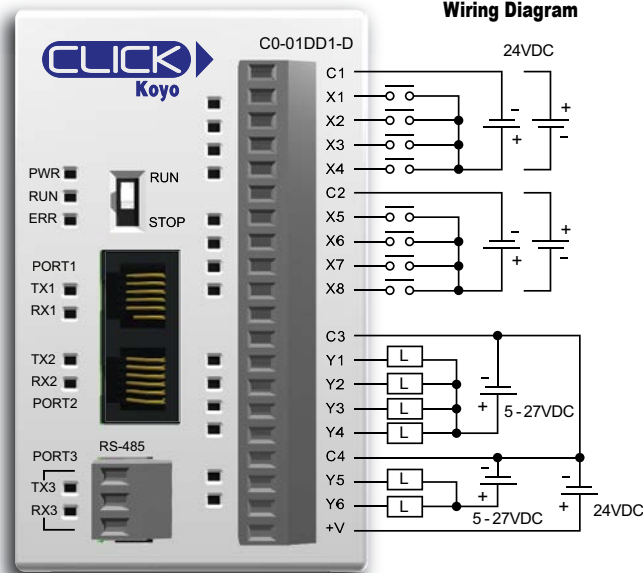 Wiring Diagram
CLICK
Koyo
C0-01DD1-D
24VDC
PWR
RUN
ERR
RUN
STOP
PORT1
TX1
RX1
TX2
RX2
PORT2
PORT3
RS-485
TX3
RX3
C1
X1
X2
X3
X4
C2
X5
X6
X7
X8
C3
Y1
L
Y2
L
Y3
L
Y4
L
C4
Y5
L
Y6
L
+V
- +
+ -
- +
+ -
-
+ 5-27VDC
- -
+ +
5-27VDC
24VDC